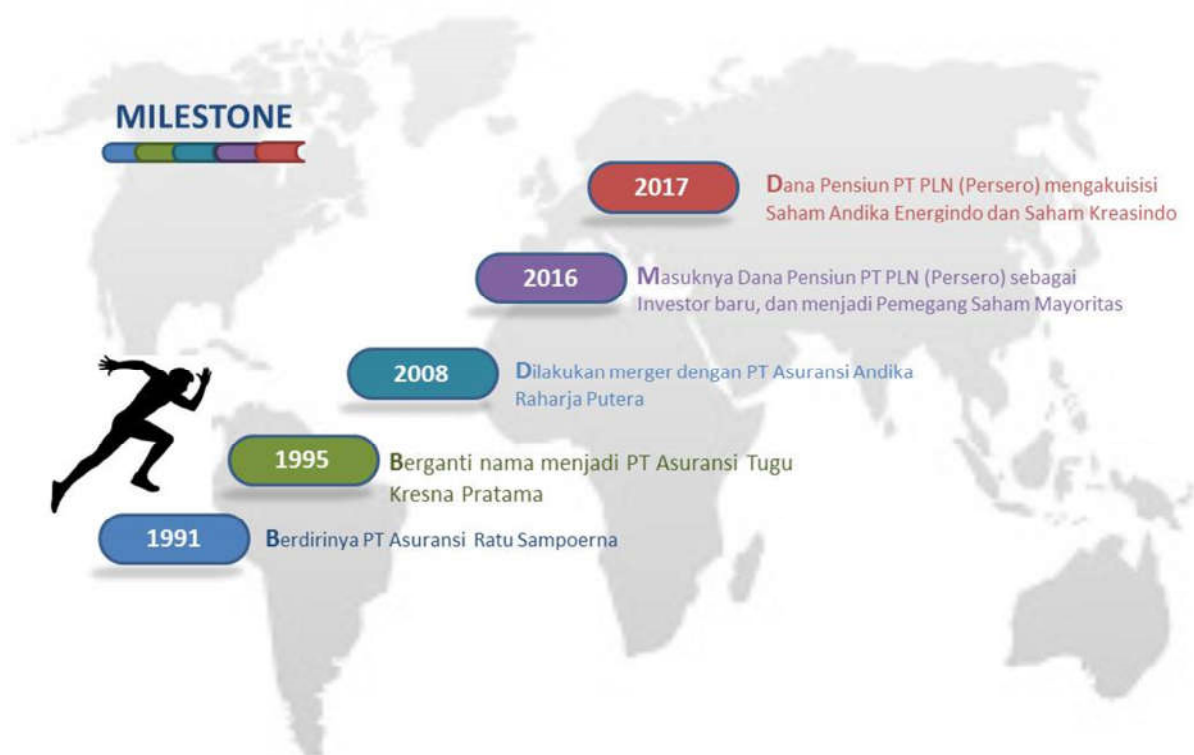 MILESTONE
2017
Dana Pensiun PT PLN (Persero) mengakuisisi
Saham Andika Energindo dan Saham Kreasindo
2016
Masuknya Dana Pensiun PT PLN (Persero) sebagai
Investor baru, dan menjadi Pemegang Saham Mayoritas
2008
Dilakukan merger dengan PT Asuransi Andika
Raharja Putera
1995
Berganti nama menjadi PT Asuransi Tugu
Kresna Pratama
1991
Berdirinya PT Asuransi Ratu Sampoerna